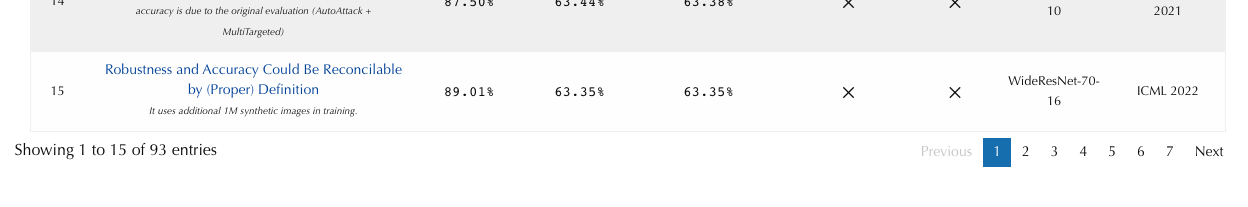 14
accuracy is due to the original evaluation (AutoAttack +
MultiTargeted)
87.50%
63.44%
63.38%
×
×
10
2021
15
Robustness and Accuracy Could Be Reconcilable
by (Proper) Definition
It uses additional 1M synthetic images in training.
89.01%
63.35%
63.35%
×
×
WideResNet-70-
16
ICML 2022
Showing 1 to 15 of 93 entries
Previous 1 2 3 4 5 6 7 Next